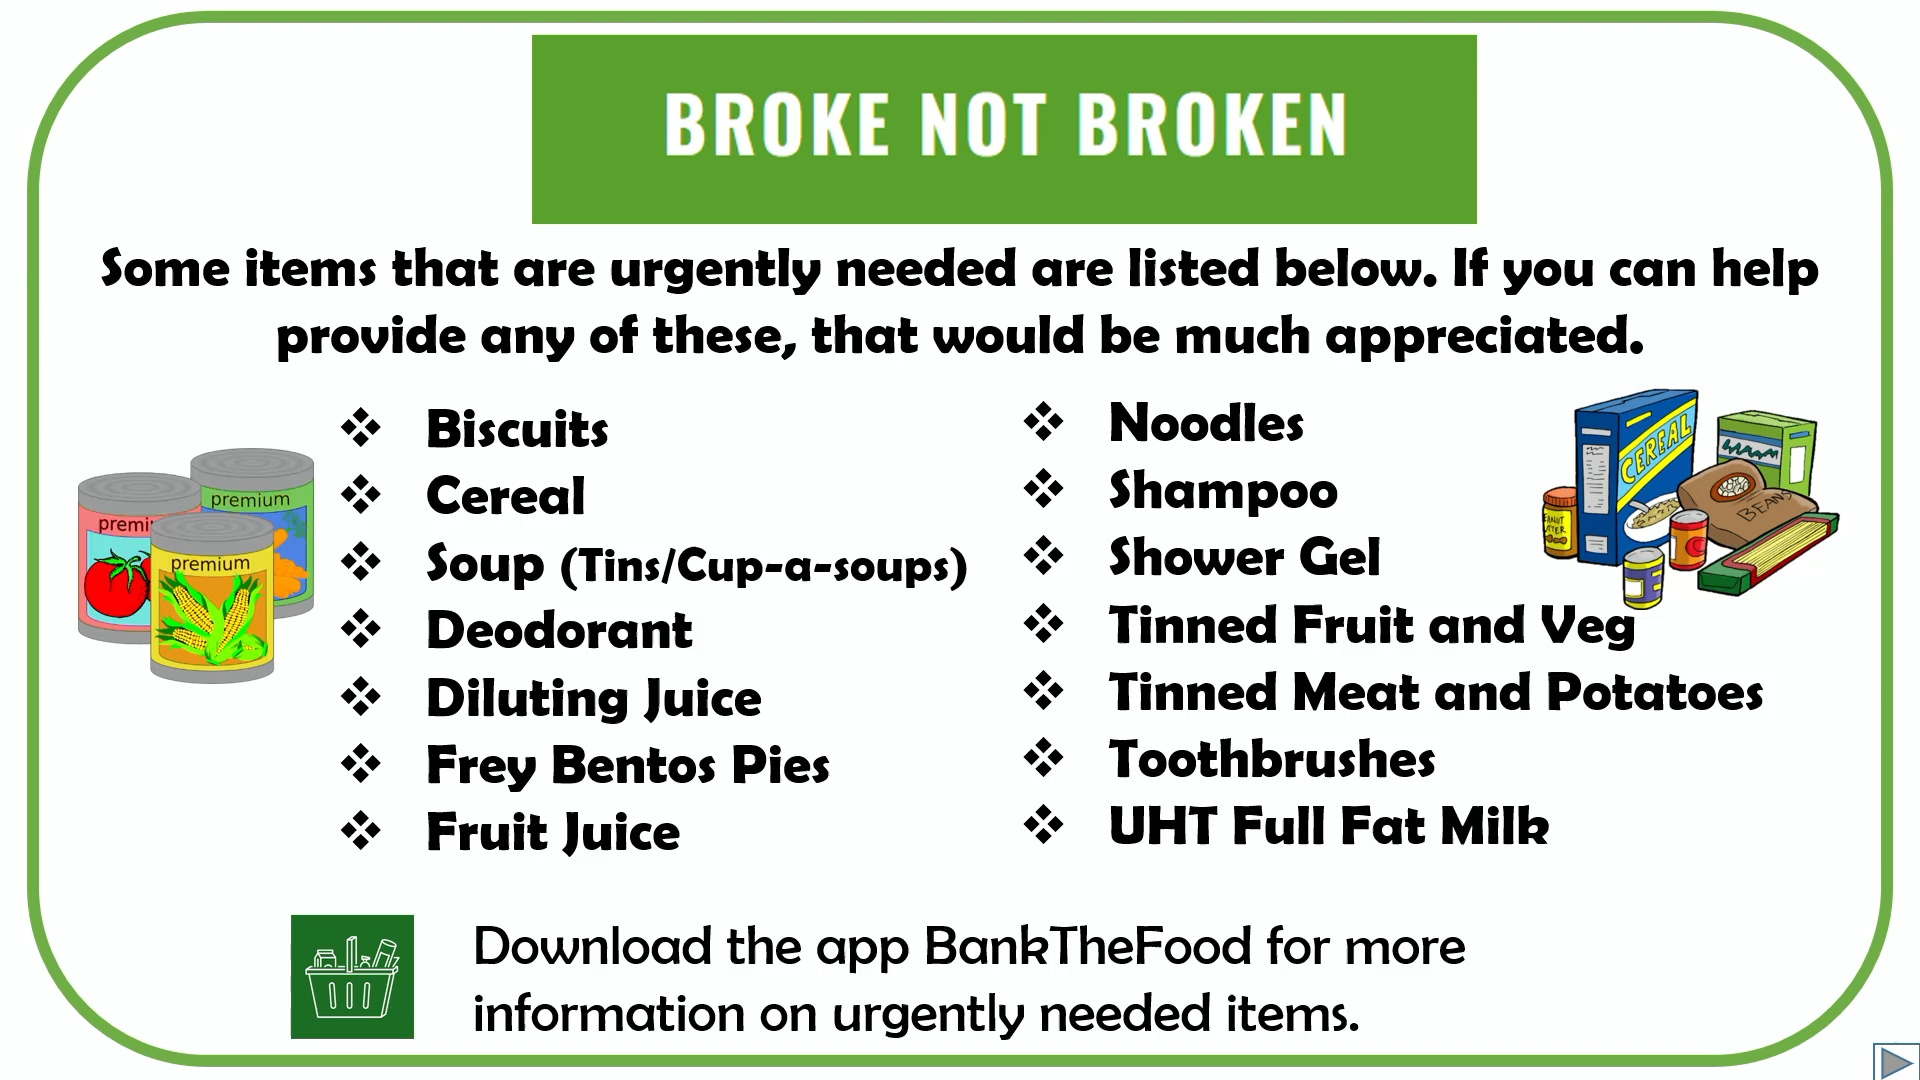 BROKE NOT BROKEN
Some items that are urgently needed are listed below. If you can help
provide any of these, that would be much appreciated.
❖ Biscuits
❖ Cereal
❖ Soup (Tins/Cup-a-soups)
❖ Deodorant
❖ Diluting Juice
❖ Frey Bentos Pies
❖ Fruit Juice
❖ Noodles
❖ Shampoo
❖ Shower Gel
❖ Tinned Fruit and Veg
❖ Tinned Meat and Potatoes
❖ Toothbrushes
❖ UHT Full Fat Milk
premium
premium
CEREAL
BEANS
Download the app BankTheFood for more
information on urgently needed items.